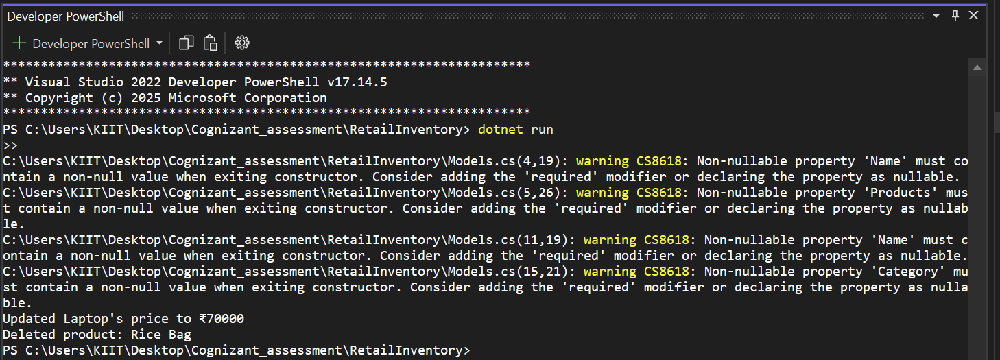 Developer PowerShell
Developer PowerShell
**********************************************************************
** Visual Studio 2022 Developer PowerShell v17.14.5
** Copyright (c) 2025 Microsoft Corporation
**********************************************************************
PS C:\Users\KIIT\Desktop\Cognizant_assessment\RetailInventory> dotnet run
>>
C:\Users\KIIT\Desktop\Cognizant_assessment\RetailInventory\Models.cs(4,19): warning CS8618: Non-nullable property 'Name' must co
ntain a non-null value when exiting constructor. Consider adding the 'required' modifier or declaring the property as nullable.
C:\Users\KIIT\Desktop\Cognizant_assessment\RetailInventory\Models.cs(5,26): warning CS8618: Non-nullable property 'Products' mus
t contain a non-null value when exiting constructor. Consider adding the 'required' modifier or declaring the property as nullab
le.
C:\Users\KIIT\Desktop\Cognizant_assessment\RetailInventory\Models.cs(11,19): warning CS8618: Non-nullable property 'Name' must c
ontain a non-null value when exiting constructor. Consider adding the 'required' modifier or declaring the property as nullable.
C:\Users\KIIT\Desktop\Cognizant_assessment\RetailInventory\Models.cs(15,21): warning CS8618: Non-nullable property 'Category' mu
st contain a non-null value when exiting constructor. Consider adding the 'required' modifier or declaring the property as nulla
ble.
Updated Laptop's price to ₹70000
Deleted product: Rice Bag
PS C:\Users\KIIT\Desktop\Cognizant_assessment\RetailInventory>